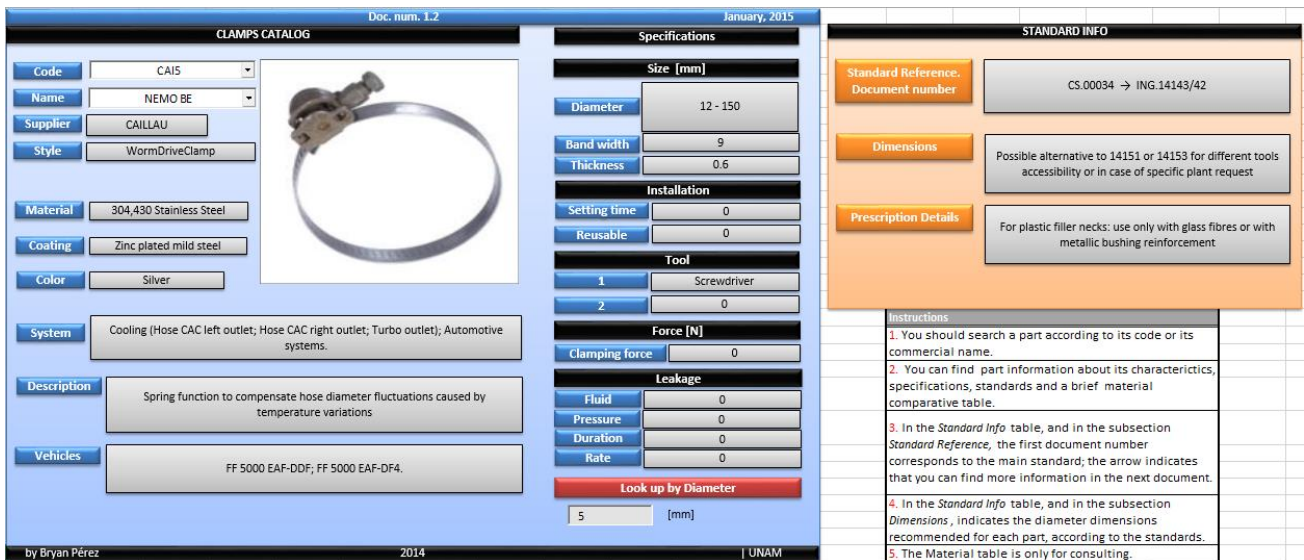 Doc. num. 1.2
January, 2015
CLAMPS CATALOG
Code
CAI5
Name
NEMO BE
Supplier
CAILLAU
Style
WormDriveClamp
Material
304,430 Stainless Steel
Coating
Zinc plated mild steel
Color
Silver
System
Cooling (Hose CAC left outlet; Hose CAC right outlet; Turbo outlet); Automotive
systems.
Description
Spring function to compensate hose diameter fluctuations caused by
temperature variations
Vehicles
FF 5000 EAF-DDF; FF 5000 EAF-DF4.
Specifications
Size [mm]
Diameter
12 - 150
Band width
9
Thickness
0.6
Installation
Setting time
0
Reusable
0
Tool
1
Screwdriver
2
0
Force [N]
Clamping force
0
Leakage
Fluid
0
Pressure
0
Duration
0
Rate
0
Look up by Diameter
5
[mm]
by Bryan Pérez
2014
| UNAM
STANDARD INFO
Standard Reference.
Document number
CS.00034 → ING.14143/42
Dimensions
Possible alternative to 14151 or 14153 for different tools
accessibility or in case of specific plant request
Prescription Details
For plastic filler necks: use only with glass fibres or with
metallic bushing reinforcement
Instructions
1. You should search a part according to its code or its
commercial name.
2. You can find part information about its characterictics,
specifications, standards and a brief material
comparative table.
3. In the Standard Info table, and in the subsection
Standard Reference, the first document number
corresponds to the main standard; the arrow indicates
that you can find more information in the next document.
4. In the Standard Info table, and in the subsection
Dimensions , indicates the diameter dimensions
recommended for each part, according to the standards.
5. The Material table is only for consulting.